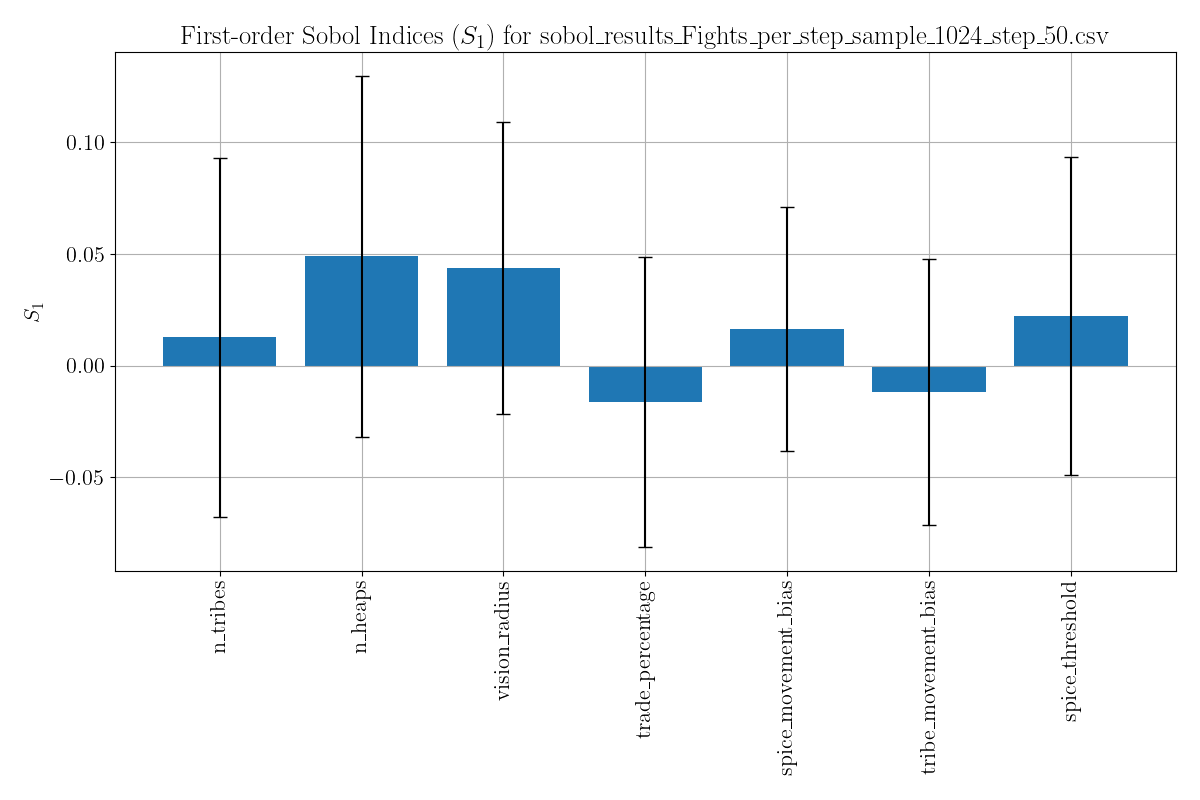 First-order Sobol Indices (S1) for sobol_results_Fights_per_step_sample_1024_step_50.csv
0.10
0.05
0.00
−0.05
S1
n_tribes
n_heaps
vision_radius
trade_percentage
spice_movement_bias
tribe_movement_bias
spice_threshold